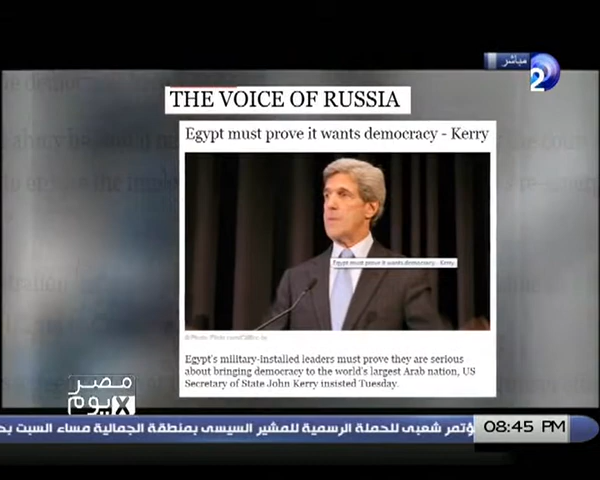 مباشر
2
THE VOICE OF RUSSIA
Egypt must prove it wants democracy - Kerry
Egypt must prove it wants democracy - Kerry
Egypt's military-installed leaders must prove they are serious
about bringing democracy to the world's largest Arab nation, US
Secretary of State John Kerry insisted Tuesday.
مصر
X يوم
مؤتمر شعبى للحملة الرسمية للمشير السيسى بمنطقة الجمالية مساء السبت بحد
08:45 PM